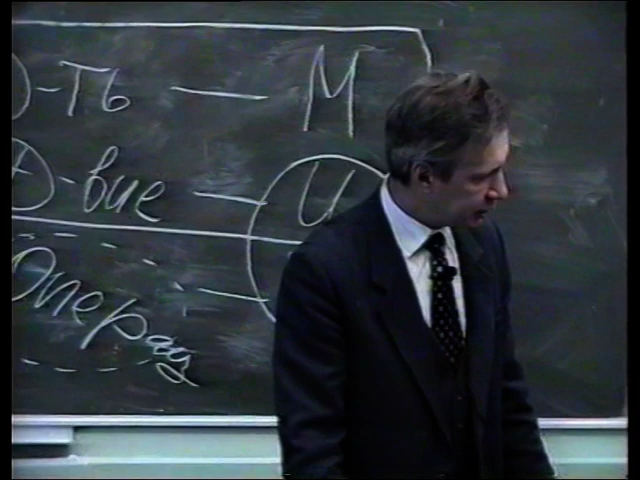 Д-ть — М
Д-вие — И
Операц